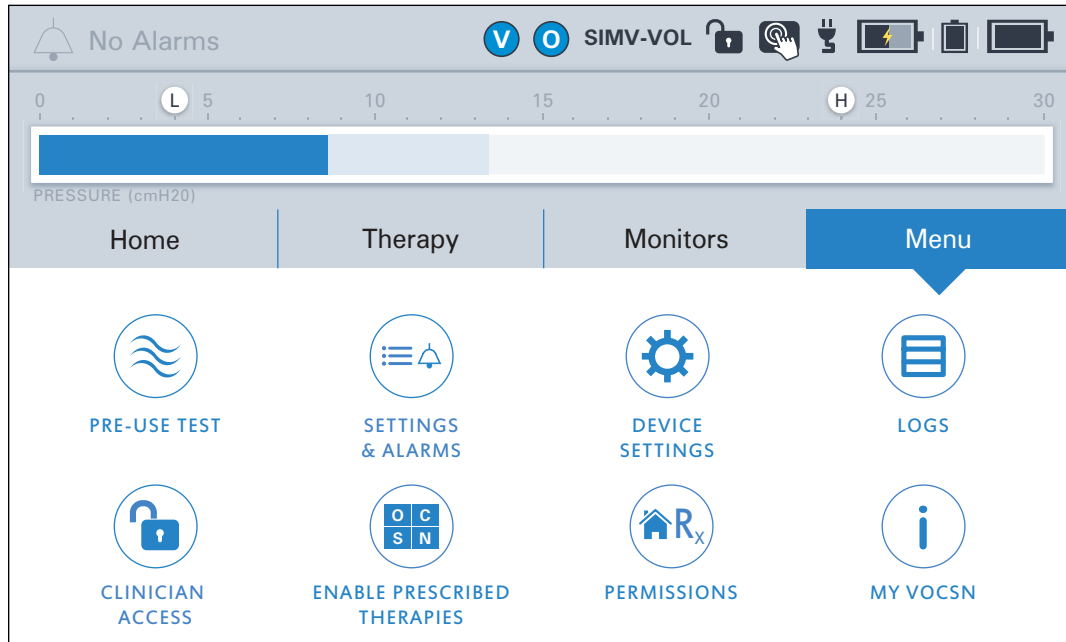 No Alarms
V O SIMV-VOL
0 L 5 10 15 20 H 25 30
PRESSURE (cmH20)
Home Therapy Monitors Menu
PRE-USE TEST
SETTINGS
& ALARMS
DEVICE
SETTINGS
LOGS
O C
S N
Rx
i
CLINICIAN
ACCESS
ENABLE PRESCRIBED
THERAPIES
PERMISSIONS
MY VOCSN